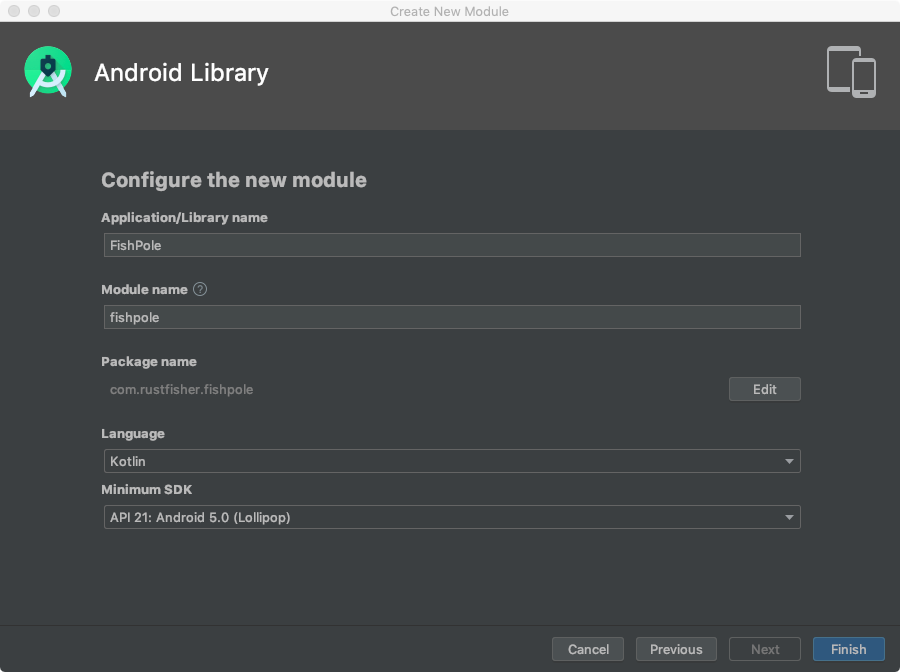 Create New Module
Android Library
Configure the new module
Application/Library name
FishPole
Module name ?
fishpole
Package name
com.rustfisher.fishpole
Edit
Language
Kotlin
Minimum SDK
API 21: Android 5.0 (Lollipop)
Cancel Previous Next Finish